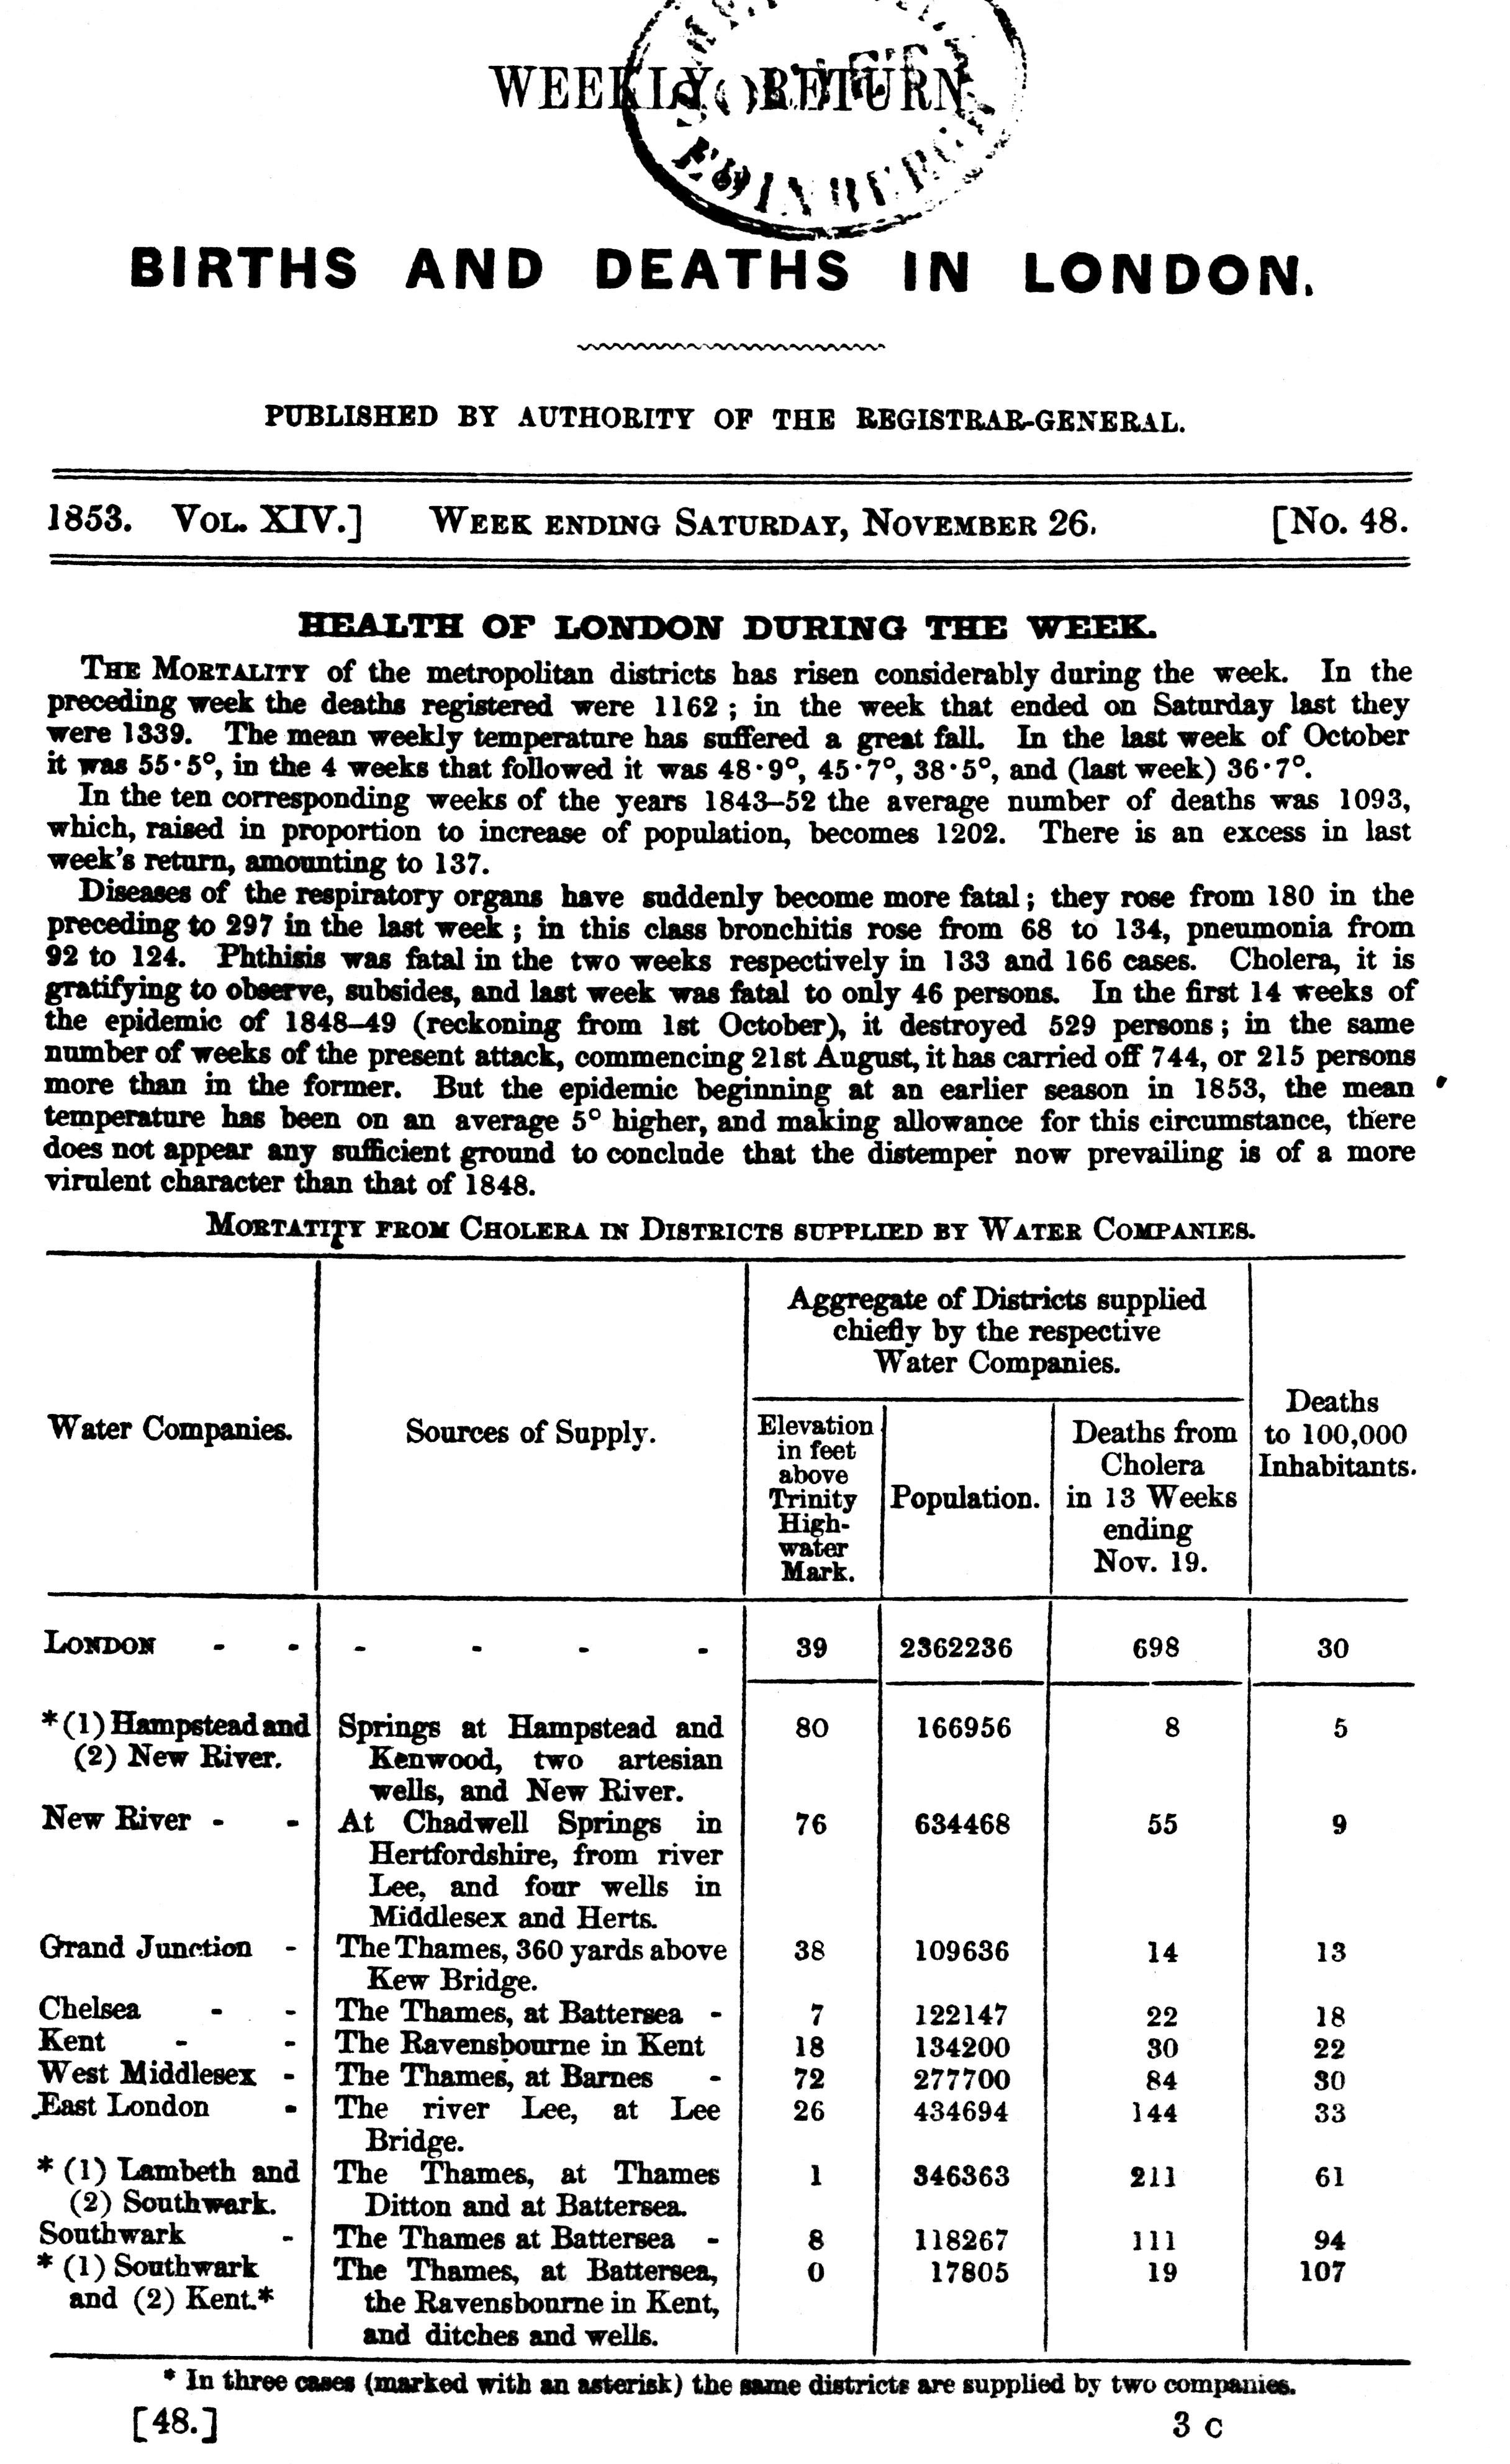 WEEKLY RETURN
EDINBURGH
BIRTHS AND DEATHS IN LONDON.
PUBLISHED BY AUTHORITY OF THE REGISTRAR-GENERAL.
1853. VOL. XIV.] WEEK ENDING SATURDAY, NOVEMBER 26. [No. 48.
HEALTH OF LONDON DURING THE WEEK.
THE MORTALITY of the metropolitan districts has risen considerably during the week. In the
preceding week the deaths registered were 1162 ; in the week that ended on Saturday last they
were 1339. The mean weekly temperature has suffered a great fall. In the last week of October
it was 55·5°, in the 4 weeks that followed it was 48·9°, 45·7°, 38·5°, and (last week) 36·7°.
In the ten corresponding weeks of the years 1843–52 the average number of deaths was 1093,
which, raised in proportion to increase of population, becomes 1202. There is an excess in last
week's return, amounting to 137.
Diseases of the respiratory organs have suddenly become more fatal ; they rose from 180 in the
preceding to 297 in the last week ; in this class bronchitis rose from 68 to 134, pneumonia from
92 to 124. Phthisis was fatal in the two weeks respectively in 133 and 166 cases. Cholera, it is
gratifying to observe, subsides, and last week was fatal to only 46 persons. In the first 14 weeks of
the epidemic of 1848–49 (reckoning from 1st October), it destroyed 529 persons ; in the same
number of weeks of the present attack, commencing 21st August, it has carried off 744, or 215 persons
more than in the former. But the epidemic beginning at an earlier season in 1853, the mean
temperature has been on an average 5° higher, and making allowance for this circumstance, there
does not appear any sufficient ground to conclude that the distemper now prevailing is of a more
virulent character than that of 1848.
MORTATITY FROM CHOLERA IN DISTRICTS SUPPLIED BY WATER COMPANIES.
Water Companies.
Sources of Supply.
Aggregate of Districts supplied
chiefly by the respective
Water Companies.
Elevation
in feet
above
Trinity
High-
water
Mark.
Population.
Deaths from
Cholera
in 13 Weeks
ending
Nov. 19.
Deaths
to 100,000
Inhabitants.
LONDON - - - - - - 39 2362236 698 30
*(1) Hampstead and Springs at Hampstead and 80 166956 8 5
(2) New River. Kenwood, two artesian
wells, and New River.
New River - - At Chadwell Springs in 76 634468 55 9
Hertfordshire, from river
Lee, and four wells in
Middlesex and Herts.
Grand Junction - The Thames, 360 yards above 38 109636 14 13
Kew Bridge.
Chelsea - - The Thames, at Battersea - 7 122147 22 18
Kent - - The Ravensbourne in Kent 18 134200 30 22
West Middlesex - The Thames, at Barnes - 72 277700 84 30
East London - The river Lee, at Lee 26 434694 144 33
Bridge.
* (1) Lambeth and The Thames, at Thames 1 346363 211 61
(2) Southwark. Ditton and at Battersea.
Southwark - The Thames at Battersea - 8 118267 111 94
* (1) Southwark The Thames, at Battersea, 0 17805 19 107
and (2) Kent.* the Ravensbourne in Kent,
and ditches and wells.
* In three cases (marked with an asterisk) the same districts are supplied by two companies.
[48.] 3 C